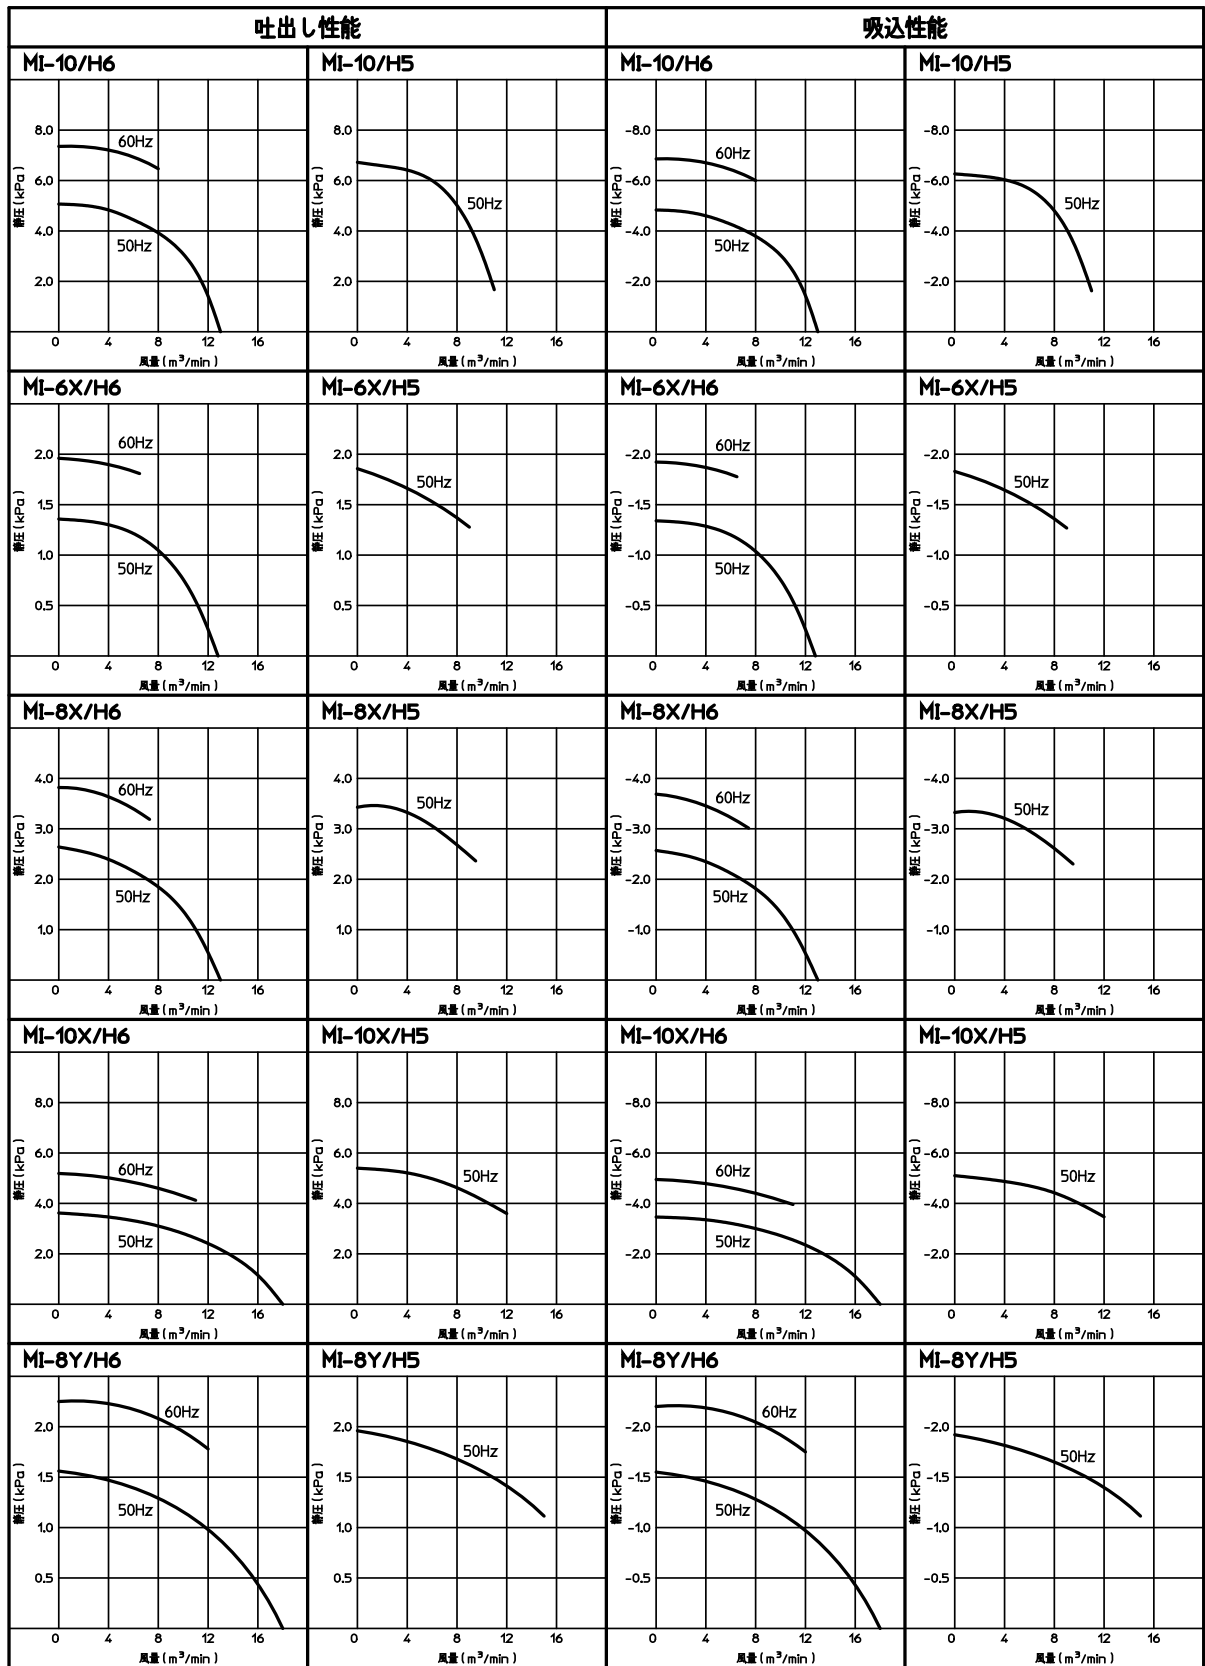 吐出し性能 吸込性能
MI-10/H6 MI-10/H5 MI-10/H6 MI-10/H5
静圧(kPa) 8.0 6.0 4.0 2.0 60Hz 50Hz
0 4 8 12 16
風量(m³/min)
静圧(kPa) 8.0 6.0 4.0 2.0 50Hz
0 4 8 12 16
風量(m³/min)
静圧(kPa) -8.0 -6.0 -4.0 -2.0 60Hz 50Hz
0 4 8 12 16
風量(m³/min)
静圧(kPa) -8.0 -6.0 -4.0 -2.0 50Hz
0 4 8 12 16
風量(m³/min)
MI-6X/H6 MI-6X/H5 MI-6X/H6 MI-6X/H5
静圧(kPa) 2.0 1.5 1.0 0.5 60Hz 50Hz
0 4 8 12 16
風量(m³/min)
静圧(kPa) 2.0 1.5 1.0 0.5 50Hz
0 4 8 12 16
風量(m³/min)
静圧(kPa) -2.0 -1.5 -1.0 -0.5 60Hz 50Hz
0 4 8 12 16
風量(m³/min)
静圧(kPa) -2.0 -1.5 -1.0 -0.5 50Hz
0 4 8 12 16
風量(m³/min)
MI-8X/H6 MI-8X/H5 MI-8X/H6 MI-8X/H5
静圧(kPa) 4.0 3.0 2.0 1.0 60Hz 50Hz
0 4 8 12 16
風量(m³/min)
静圧(kPa) 4.0 3.0 2.0 1.0 50Hz
0 4 8 12 16
風量(m³/min)
静圧(kPa) -4.0 -3.0 -2.0 -1.0 60Hz 50Hz
0 4 8 12 16
風量(m³/min)
静圧(kPa) -4.0 -3.0 -2.0 -1.0 50Hz
0 4 8 12 16
風量(m³/min)
MI-10X/H6 MI-10X/H5 MI-10X/H6 MI-10X/H5
静圧(kPa) 8.0 6.0 4.0 2.0 60Hz 50Hz
0 4 8 12 16
風量(m³/min)
静圧(kPa) 8.0 6.0 4.0 2.0 50Hz
0 4 8 12 16
風量(m³/min)
静圧(kPa) -8.0 -6.0 -4.0 -2.0 60Hz 50Hz
0 4 8 12 16
風量(m³/min)
静圧(kPa) -8.0 -6.0 -4.0 -2.0 50Hz
0 4 8 12 16
風量(m³/min)
MI-8Y/H6 MI-8Y/H5 MI-8Y/H6 MI-8Y/H5
静圧(kPa) 2.0 1.5 1.0 0.5 60Hz 50Hz
0 4 8 12 16
風量(m³/min)
静圧(kPa) 2.0 1.5 1.0 0.5 50Hz
0 4 8 12 16
風量(m³/min)
静圧(kPa) -2.0 -1.5 -1.0 -0.5 60Hz 50Hz
0 4 8 12 16
風量(m³/min)
静圧(kPa) -2.0 -1.5 -1.0 -0.5 50Hz
0 4 8 12 16
風量(m³/min)